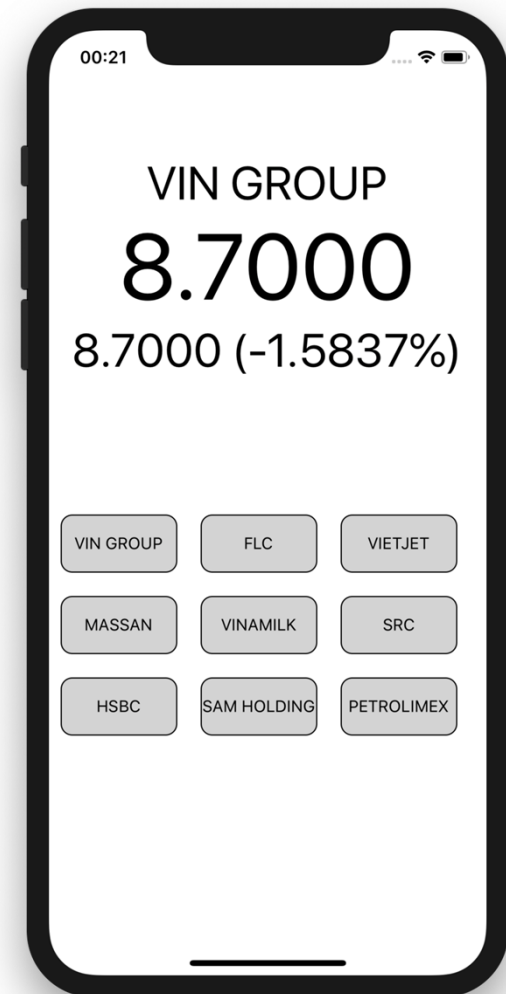 00:21
VIN GROUP
8.7000
8.7000 (-1.5837%)
VIN GROUP FLC VIETJET
MASSAN VINAMILK SRC
HSBC SAM HOLDING PETROLIMEX